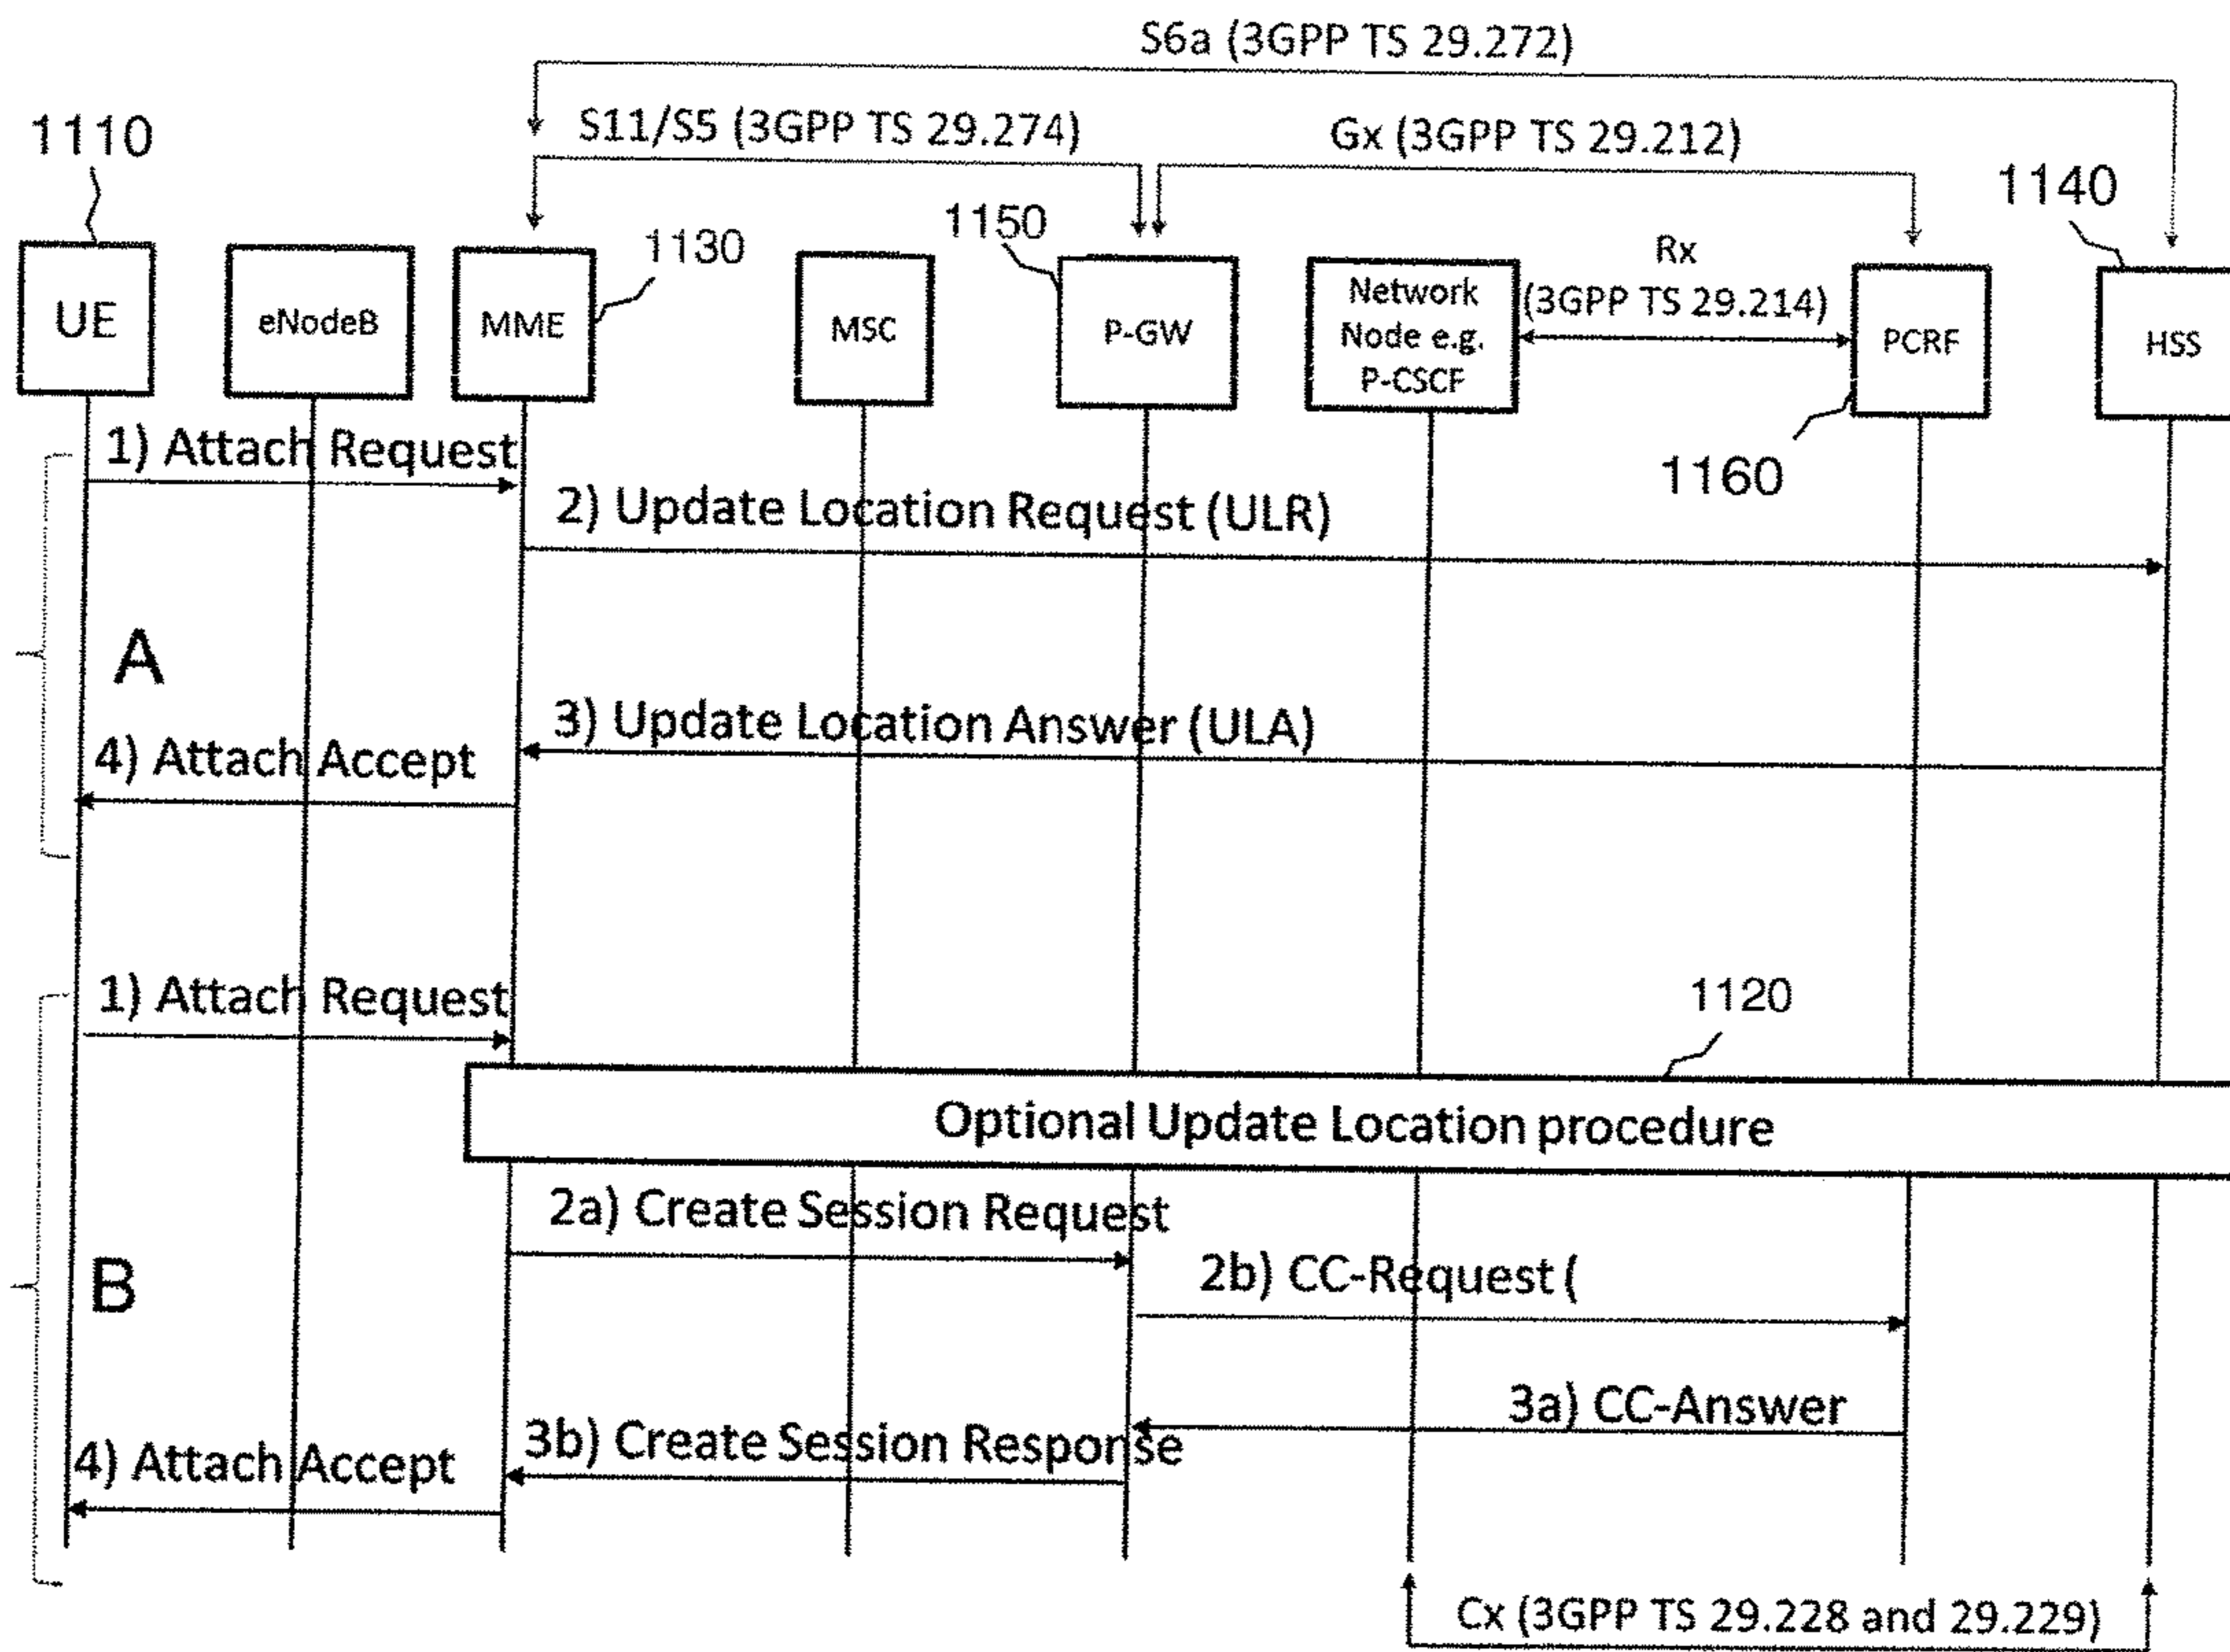 S6a (3GPP TS 29.272)
S11/S5 (3GPP TS 29.274)
Gx (3GPP TS 29.212)
1110
1130
1150
1140
Rx
(3GPP TS 29.214)
UE
eNodeB
MME
MSC
P-GW
Network
Node e.g.
P-CSCF
PCRF
HSS
1160
1) Attach Request
2) Update Location Request (ULR)
A
3) Update Location Answer (ULA)
4) Attach Accept
1) Attach Request
1120
Optional Update Location procedure
2a) Create Session Request
2b) CC-Request (
B
3a) CC-Answer
3b) Create Session Response
4) Attach Accept
Cx (3GPP TS 29.228 and 29.229)